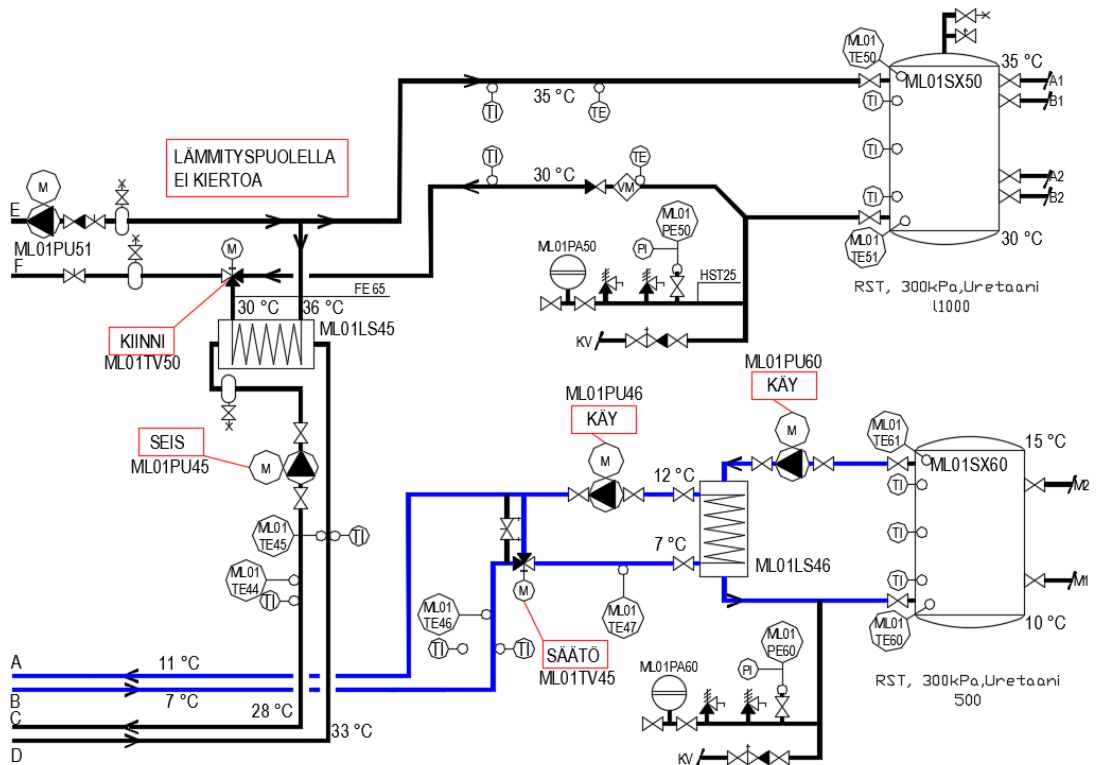 ML01
TE50
35 °C
ML01SX50
A1
B1
TI
TI
A2
B2
ML01
TE51
30 °C
RST, 300kPa,Uretaani
l1000
TI
35 °C
TE
LÄMMITYSPUOLELLA
EI KIERTOA
TI
30 °C
TE
VM
M
E
ML01PU51
F
M
FE 65
30 °C
36 °C
ML01LS45
KIINNI
ML01TV50
ML01PA50
PI
ML01
PE50
HST25
KV
SEIS
ML01PU45
M
ML01PU46
KÄY
M
ML01PU60
KÄY
M
ML01
TE61
15 °C
ML01SX60
TI
TI
TI
M2
M1
ML01
TE60
10 °C
RST, 300kPa,Uretaani
500
12 °C
7 °C
ML01LS46
ML01
TE45
TI
ML01
TE44
TI
ML01
TE46
TI
TI
M
ML01
TE47
SÄÄTÖ
ML01TV45
ML01PA60
PI
ML01
PE60
KV
A
11 °C
B
7 °C
C
28 °C
D
33 °C